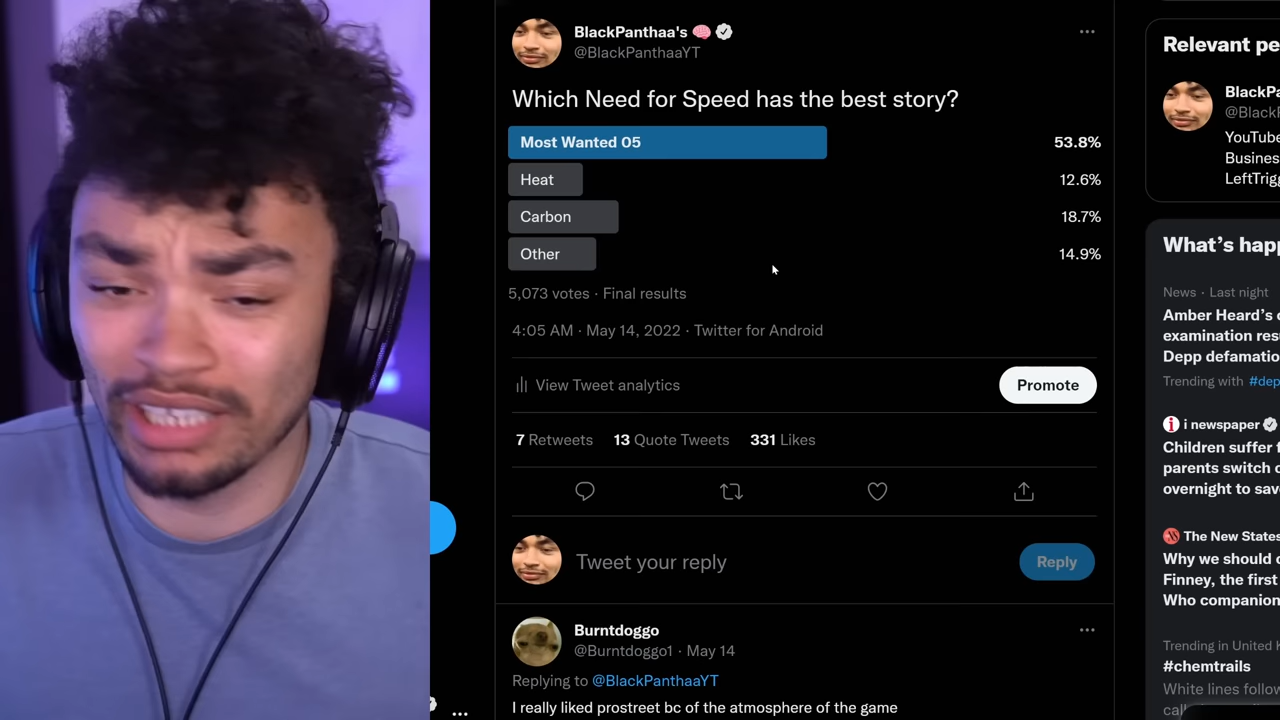 BlackPanthaa's
@BlackPanthaaYT
Which Need for Speed has the best story?
Most Wanted 05 53.8%
Heat 12.6%
Carbon 18.7%
Other 14.9%
5,073 votes · Final results
4:05 AM · May 14, 2022 · Twitter for Android
View Tweet analytics
Promote
7 Retweets 13 Quote Tweets 331 Likes
Tweet your reply
Reply
Burntdoggo
@Burntdoggo1 · May 14
Replying to @BlackPanthaaYT
I really liked prostreet bc of the atmosphere of the game
Relevant pe
BlackPa
@BlackP
YouTube
Busines
LeftTrigg
What's happ
News · Last night
Amber Heard's c
examination res
Depp defamatio
Trending with #dep
i newspaper
Children suffer f
parents switch o
overnight to sav
The New States
Why we should c
Finney, the first
Who companion
Trending in United K
#chemtrails
White lines follow